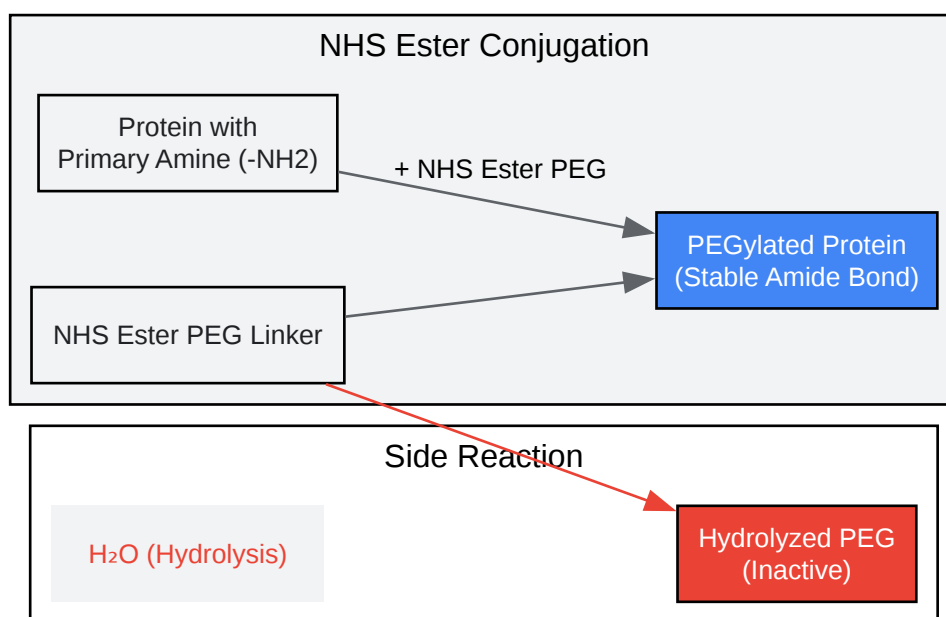 NHS Ester Conjugation
Protein with
Primary Amine (-NH2)
+ NHS Ester PEG
PEGylated Protein
(Stable Amide Bond)
NHS Ester PEG Linker
Side Reaction
H₂O (Hydrolysis)
Hydrolyzed PEG
(Inactive)